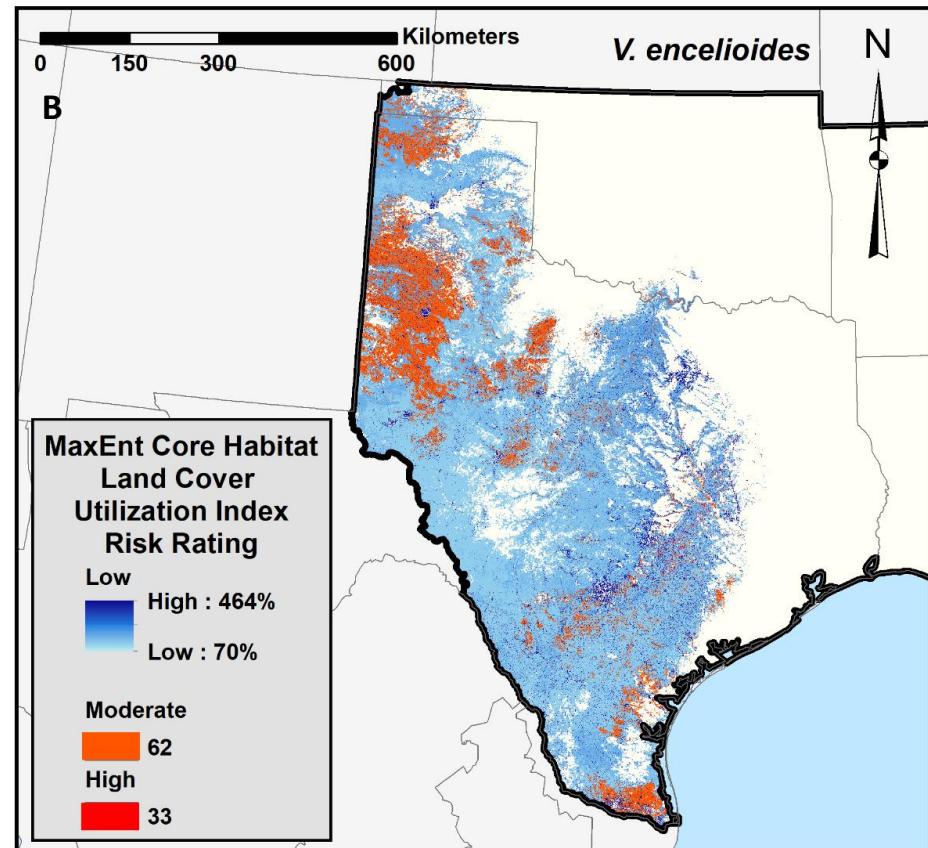 Kilometers
0 150 300 600
V. encelioides
N
B
MaxEnt Core Habitat
Land Cover
Utilization Index
Risk Rating
Low
High : 464%
Low : 70%
Moderate
62
High
33